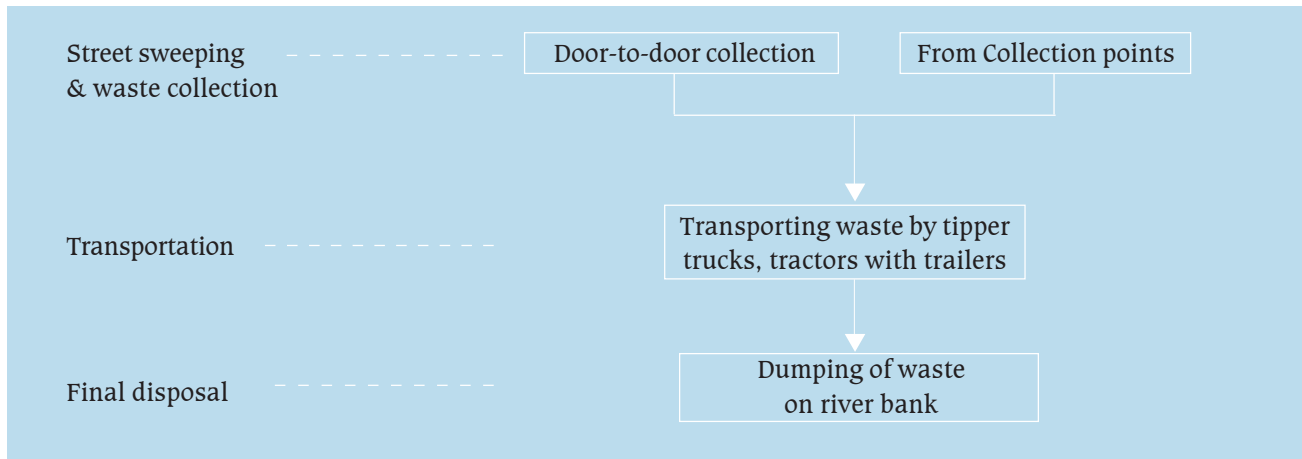 Street sweeping
& waste collection
Door-to-door collection
From Collection points
Transportation
Transporting waste by tipper
trucks, tractors with trailers
Final disposal
Dumping of waste
on river bank